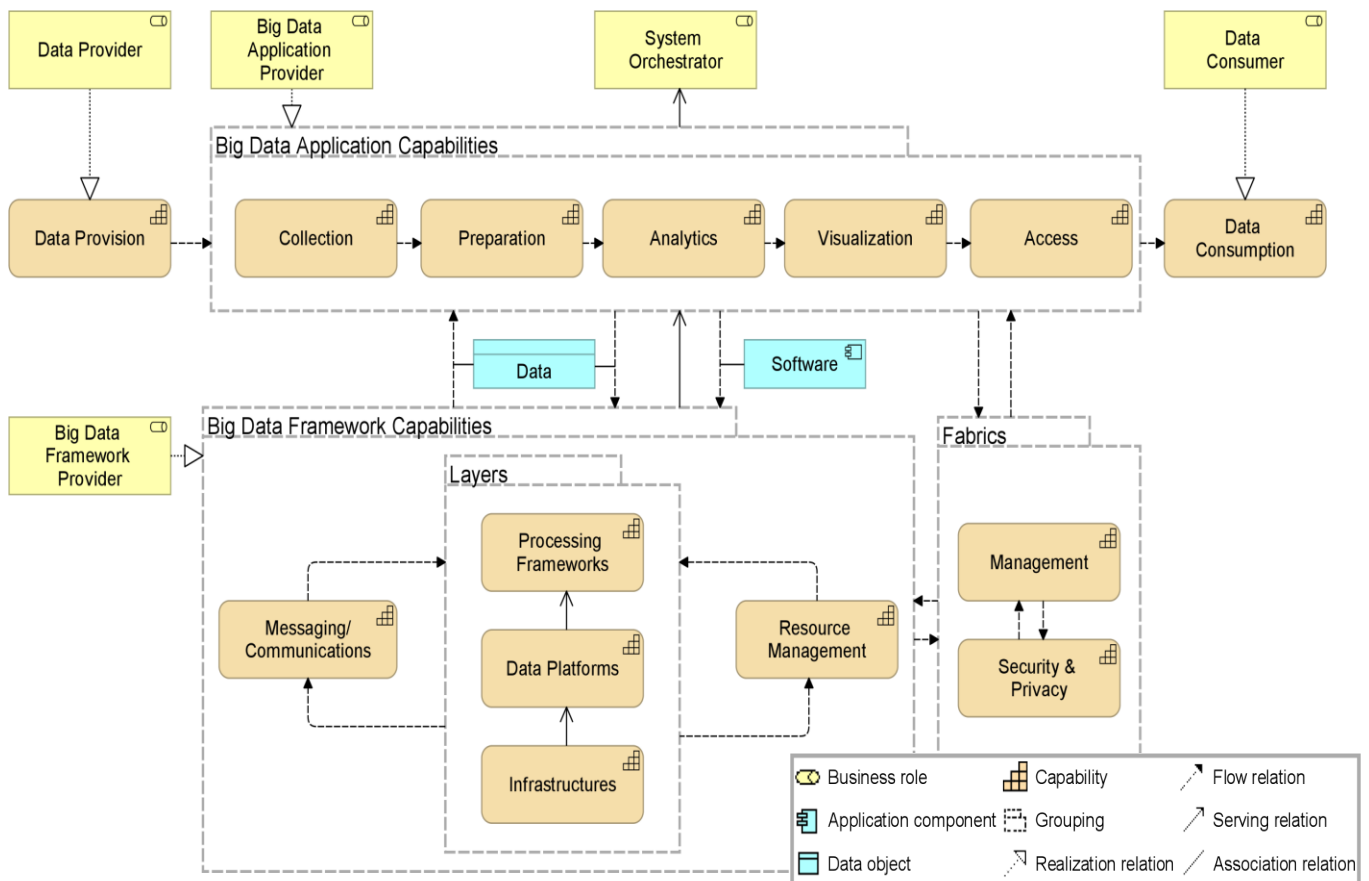 Data Provider
Big Data
Application
Provider
System
Orchestrator
Data
Consumer
Big Data Application Capabilities
Data Provision
Collection
Preparation
Analytics
Visualization
Access
Data
Consumption
Data
Software
Big Data
Framework
Provider
Big Data Framework Capabilities
Fabrics
Layers
Processing
Frameworks
Management
Messaging/
Communications
Data Platforms
Resource
Management
Security &
Privacy
Infrastructures
Business role
Capability
Flow relation
Application component
Grouping
Serving relation
Data object
Realization relation
Association relation